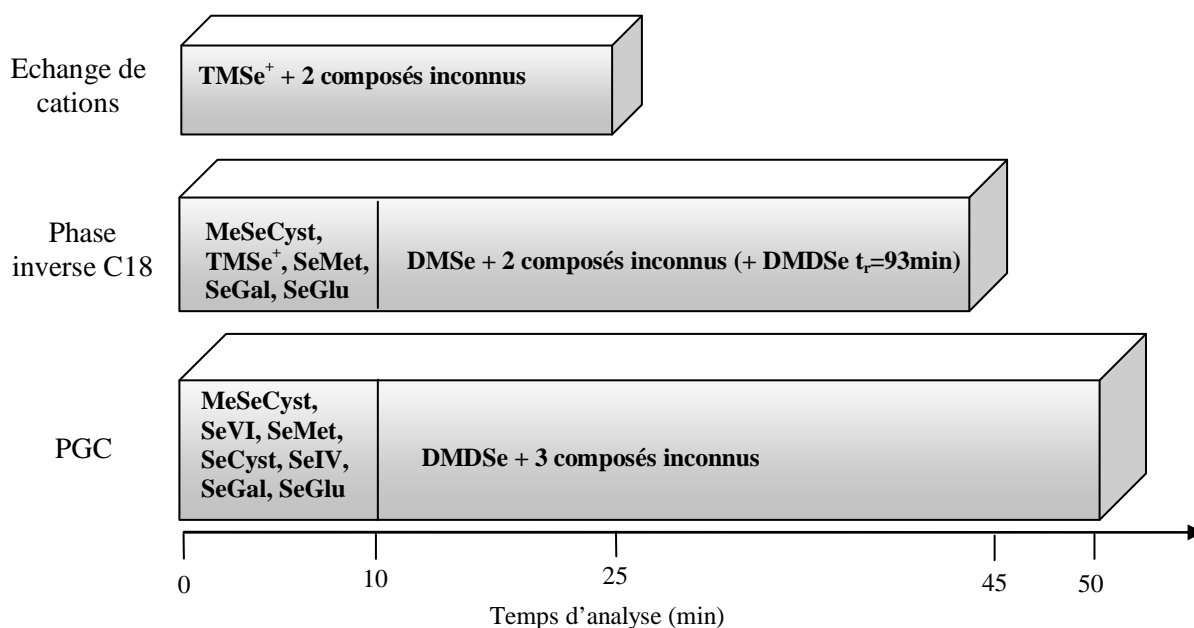 Echange de
cations
TMSe⁺ + 2 composés inconnus
Phase
inverse C18
MeSeCyst,
TMSe⁺, SeMet,
SeGal, SeGlu
DMSe + 2 composés inconnus (+ DMDSe tᵣ=93min)
PGC
MeSeCyst,
SeVI, SeMet,
SeCyst, SeIV,
SeGal, SeGlu
DMDSe + 3 composés inconnus
0 10 25 45 50
Temps d’analyse (min)